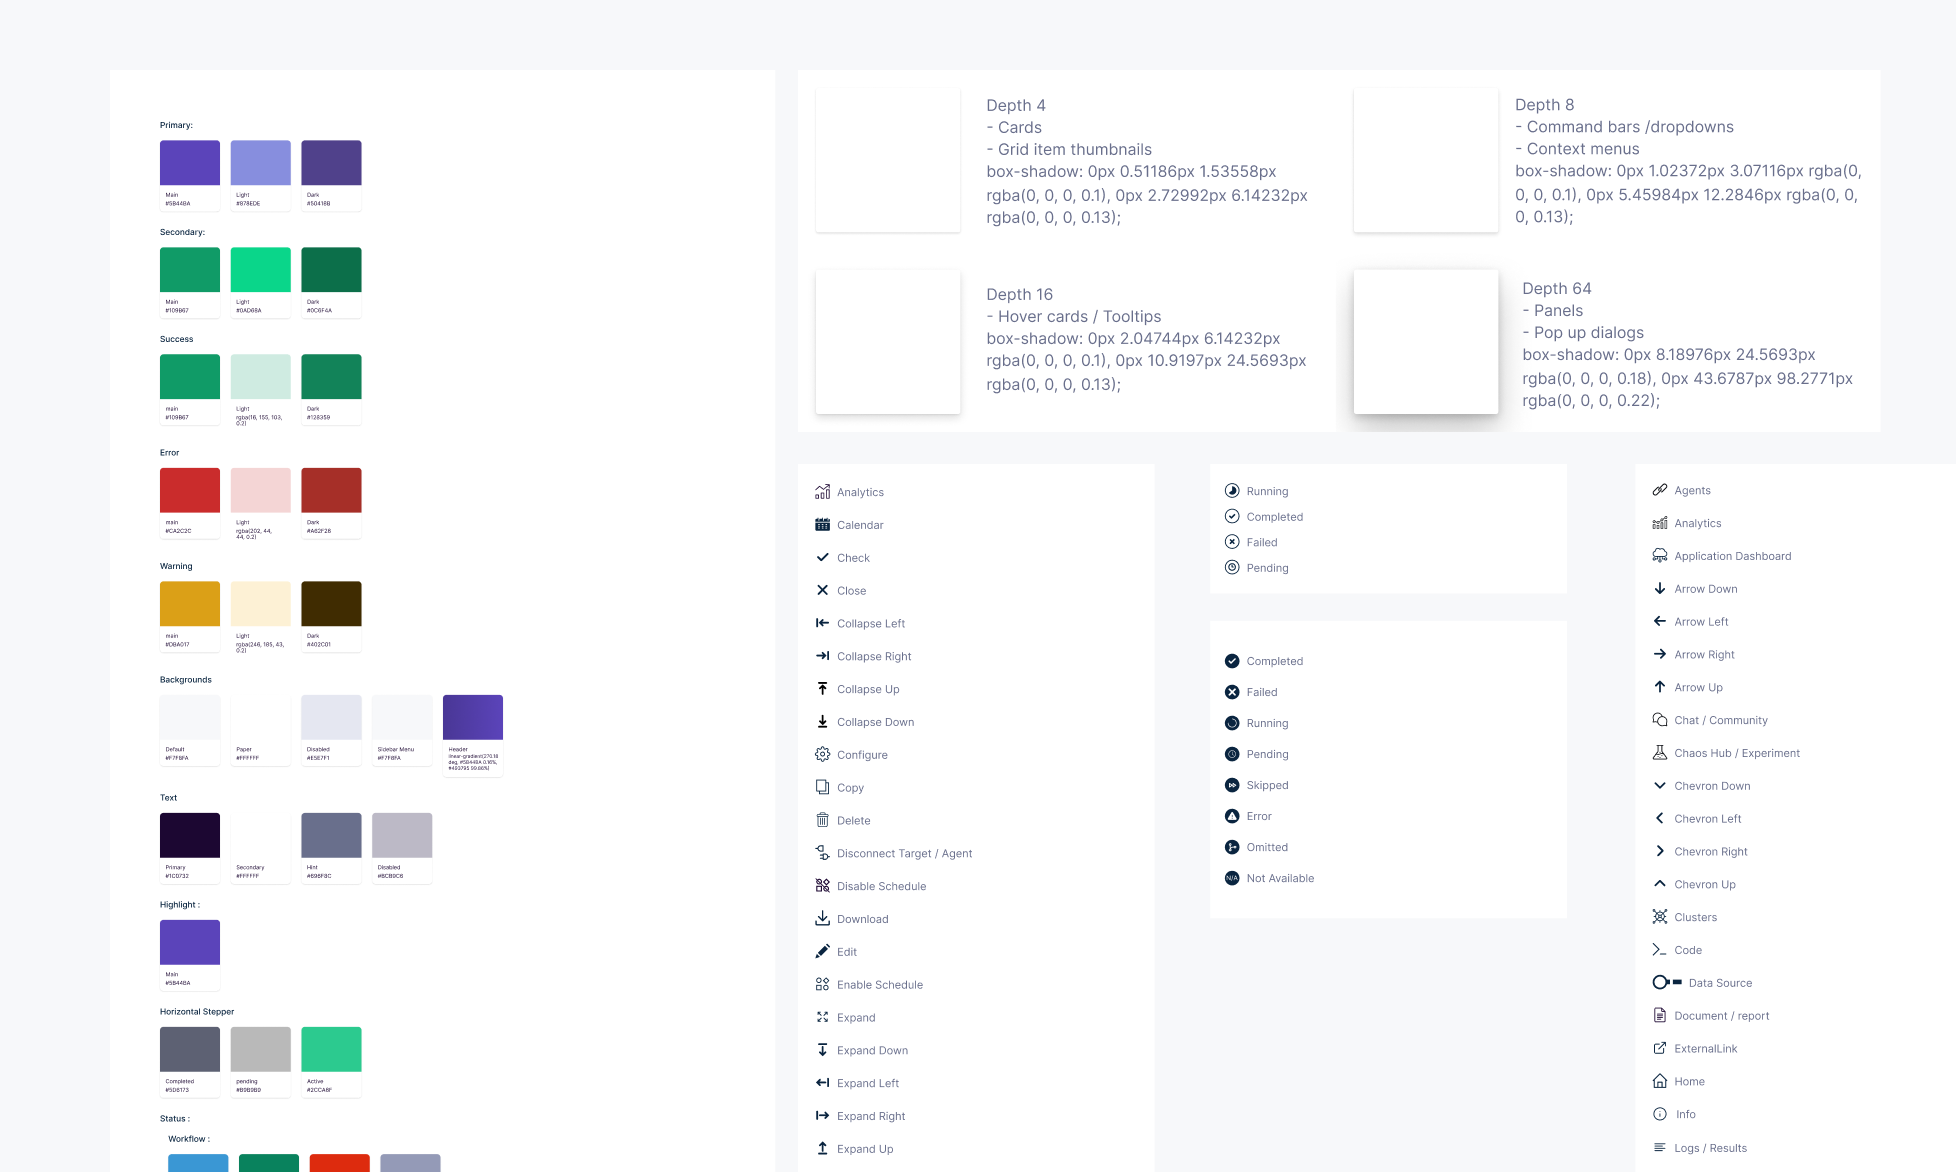 Primary:
Main
#5B44BA
Light
#878EDE
Dark
#50418B
Secondary:
Main
#109B67
Light
#0AD68A
Dark
#0C6F4A
Success
main
#109B67
Light
rgba(16, 155, 103,
0.2)
Dark
#128359
Error
main
#CA2C2C
Light
rgba(202, 44,
44, 0.2)
Dark
#A62F26
Warning
main
#DBA017
Light
rgba(246, 185, 43,
0.2)
Dark
#402C01
Backgrounds
Default
#F7F8FA
Paper
#FFFFFF
Disabled
#E5E7F1
Sidebar Menu
#F7F8FA
Header
linear-gradient(270.18
deg, #5B44BA 0.16%,
#493795 99.86%)
Text
Primary
#1C0732
Secondary
#FFFFFF
Hint
#696F8C
Disabled
Highlight :
Main
#5B44BA
Horizontal Stepper
Completed
#5D6173
pending
#B9B9B9
Active
#2CCA8F
Status :
Workflow :
Depth 4
- Cards
- Grid item thumbnails
box-shadow: 0px 0.51186px 1.53558px
rgba(0, 0, 0, 0.1), 0px 2.72992px 6.14232px
rgba(0, 0, 0, 0.13);
Depth 8
- Command bars /dropdowns
- Context menus
box-shadow: 0px 1.02372px 3.07116px rgba(0,
0, 0, 0.1), 0px 5.45984px 12.2846px rgba(0, 0,
0, 0.13);
Depth 16
- Hover cards / Tooltips
box-shadow: 0px 2.04744px 6.14232px
rgba(0, 0, 0, 0.1), 0px 10.9197px 24.5693px
rgba(0, 0, 0, 0.13);
Depth 64
- Panels
- Pop up dialogs
box-shadow: 0px 8.18976px 24.5693px
rgba(0, 0, 0, 0.18), 0px 43.6787px 98.2771px
rgba(0, 0, 0, 0.22);
Analytics
Calendar
Check
Close
Collapse Left
Collapse Right
Collapse Up
Collapse Down
Configure
Copy
Delete
Disconnect Target / Agent
Disable Schedule
Download
Edit
Enable Schedule
Expand
Expand Down
Expand Left
Expand Right
Expand Up
Running
Completed
Failed
Pending
Completed
Failed
Running
Pending
Skipped
Error
Omitted
N/A Not Available
Agents
Analytics
Application Dashboard
Arrow Down
Arrow Left
Arrow Right
Arrow Up
Chat / Community
Chaos Hub / Experiment
Chevron Down
Chevron Left
Chevron Right
Chevron Up
Clusters
Code
Data Source
Document / report
ExternalLink
Home
Info
Logs / Results